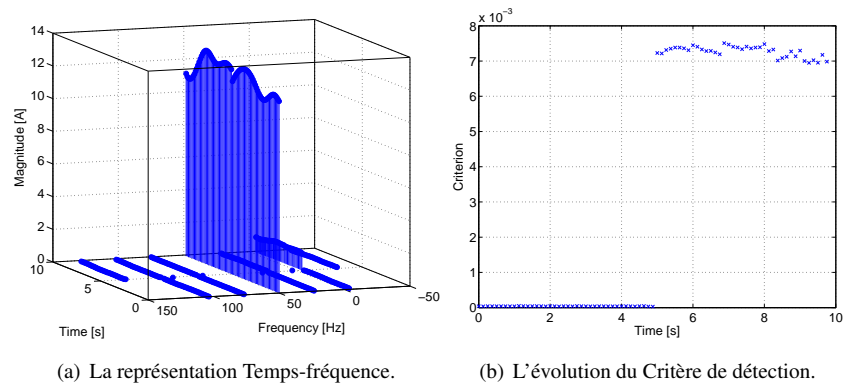 14
12
10
8
6
4
2
0
Magnitude [A]
10
5
0
Time [s]
150
100
50
0
−50
Frequency [Hz]
(a) La représentation Temps-fréquence.
x 10⁻³
8
7
6
5
4
3
2
1
0
Criterion
0 2 4 6 8 10
Time [s]
(b) L'évolution du Critère de détection.